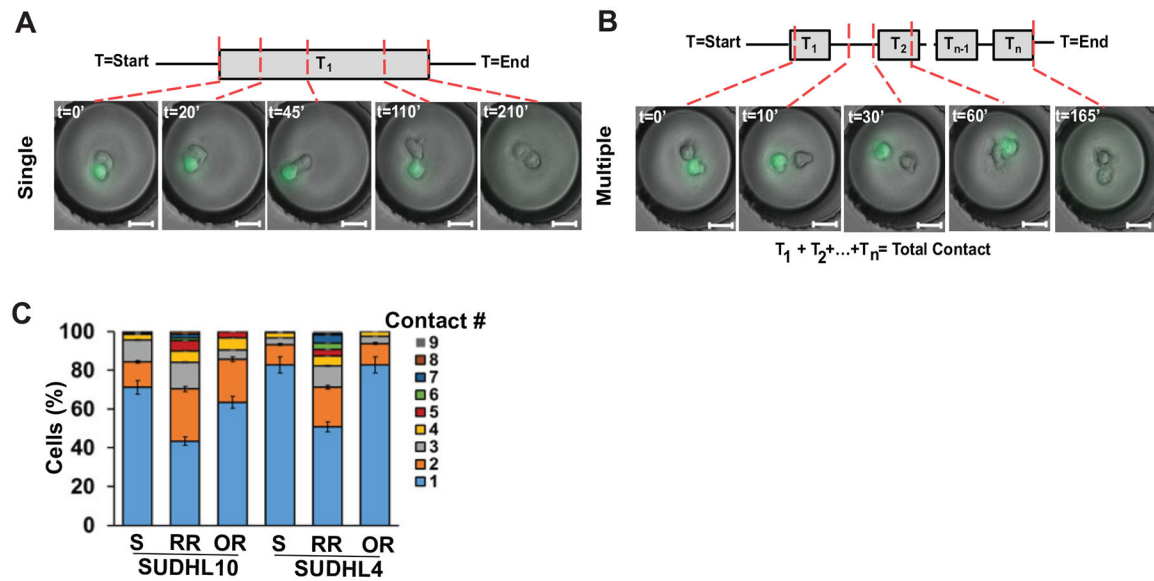 A
T=Start
T1
T=End
Single
t=0'
t=20'
t=45'
t=110'
t=210'
B
T=Start
T1
T2
Tn-1
Tn
T=End
Multiple
t=0'
t=10'
t=30'
t=60'
t=165'
T1 + T2+...+Tn= Total Contact
C
Cells (%)
100
80
60
40
20
0
S RR OR S RR OR
SUDHL10 SUDHL4
Contact #
9
8
7
6
5
4
3
2
1